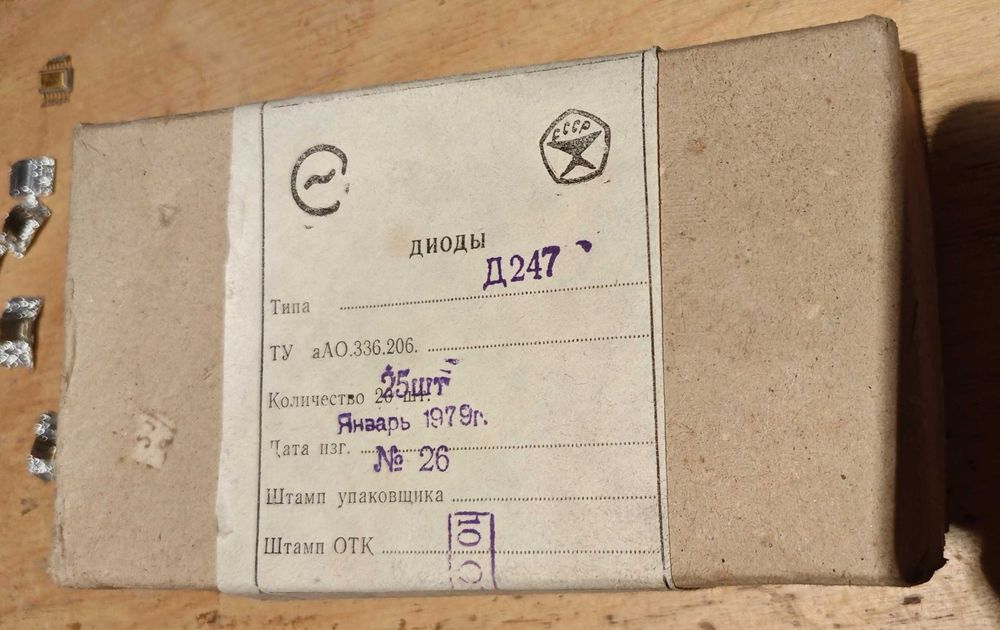 СССР
ДИОДЫ
Д247
Типа
ТУ аАО.336.206.
25шт
Количество 20 шт.
Январь 1979г.
Дата изг.
№ 26
Штамп упаковщика
Штамп ОТК